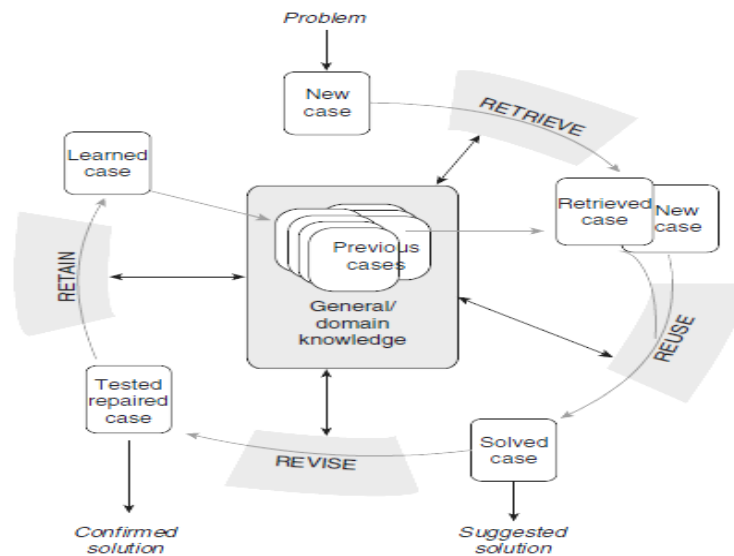 Problem
New
case
RETRIEVE
Learned
case
Retrieved
case
New
case
Previous
cases
General/
domain
knowledge
RETAIN
REUSE
Tested
repaired
case
REVISE
Solved
case
Confirmed
solution
Suggested
solution